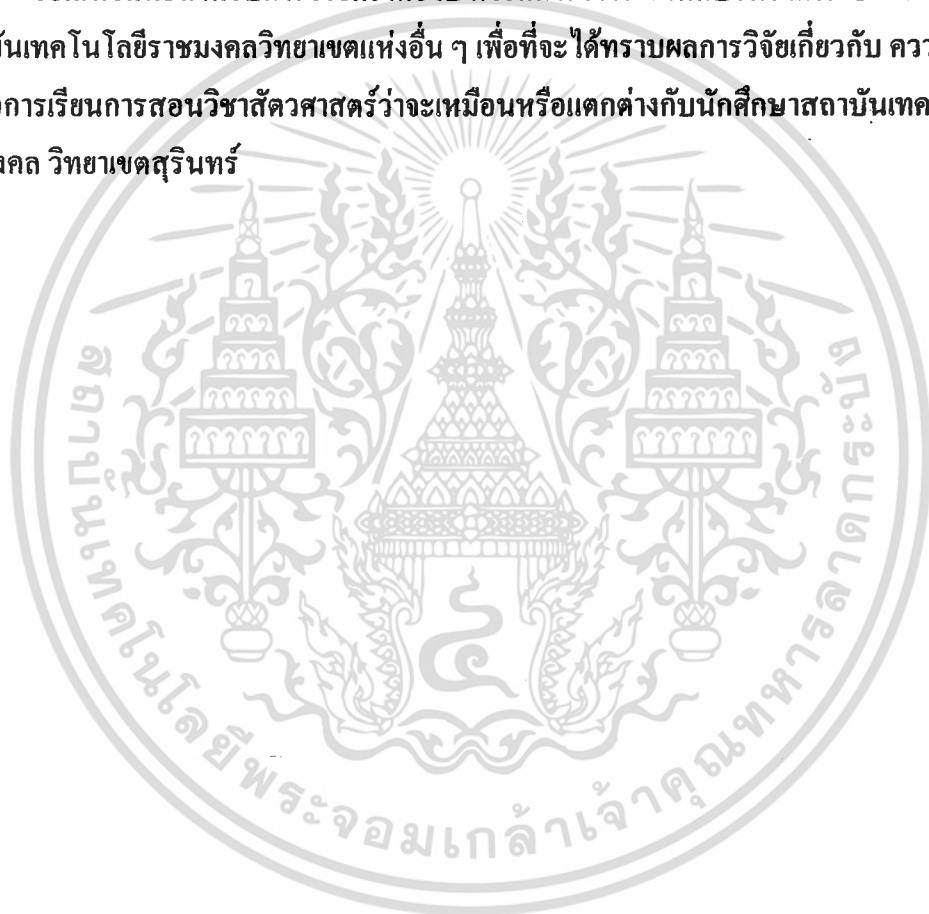 ันเทคโนโลยีราชมงคลวิทยาเขตแห่งอื่น ๆ เพื่อที่จะได้ทราบผลการวิจัยเกี่ยวกับ คว
การเรียนการสอนวิชาสัตวศาสตร์ว่าจะเหมือนหรือแตกต่างกับนักศึกษาสถาบันเทค
งคล วิทยาเขตสุรินทร์
สถาบันเทคโนโลยีพระจอมเกล้าเจ้าคุณทหารลาดกระบัง